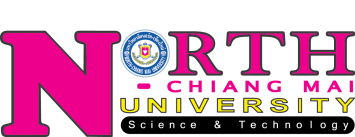 NORTH
- CHIANG MAI
UNIVERSITY
Science & Technology